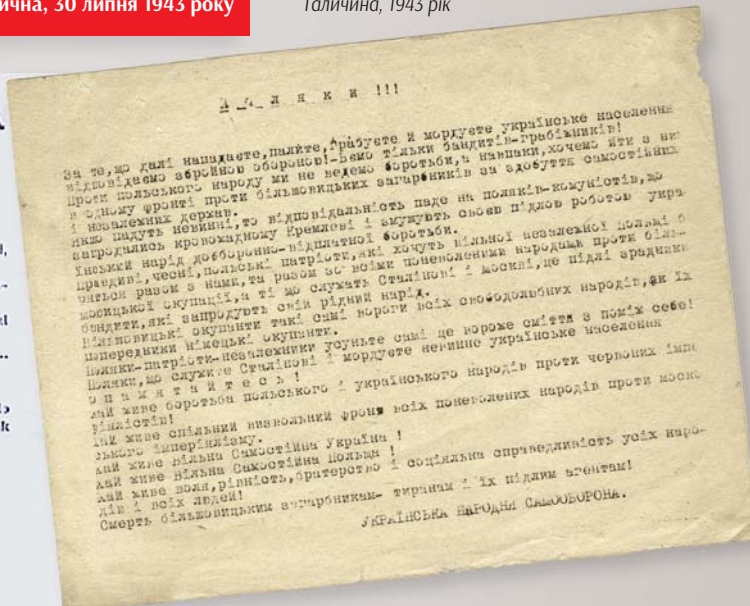 ична, 30 липня 1943 року
Галичина, 1943 рік
П о л я к и !!!
За те,що далі нападаєте,палите,грабуєте й мордуєте українське населення
відповідаємо збройною обороною!-Бємо тільки бандитів-грабіжників!
Проти польського народу ми не ведемо боротьби,а навпаки,хочемо йти з ни
в одному фронті проти більшовицьких загарбників за здобуття самостійних
і незалежних держав.
Якщо падуть невинні,то відповідальність паде на поляків-комуністів,що
запродались кровожадному Кремлеві і змушують своєю підлою роботою укра-
їнський нарід до оборонно-відплатної боротьби.
Правдиві,чесні,польські патріоти,які хочуть вільної незалежної Польщі б
оряться разом з нами,та разом зо всіми поневоленими народами проти біль-
шовицької окупації,а ті що служать Сталінові і москві,це підлі зрадники
бандити,які запродують свій рідний нарід.
Більшовицькі окупанти такі самі вороги всіх свободолюбних народів,як їх
попередники німецькі окупанти.
Поляки-патріоти-незалежники усуньте самі це вороже сміття з поміж себе!
Поляки,що служите Сталінові і мордуєте невинне українське населення
о п а м я т а й т е с ь !
Хай живе боротьба польського і українського народів проти червоних імпе
ріялістів!
Хай живе спільний визвольний фронт всіх поневолених народів проти моско
ського імперіялізму.
Хай живе Вільна Самостійна Україна !
Хай живе Вільна Самостійна Польща !
Хай живе воля,рівність,братерство і соціяльна справедливість усіх наро-
дів і всіх людей!
Смерть більшовицьким загарбникам- тиранам і їх підлим агентам!
УКРАЇНСЬКА НАРОДНЯ САМООБОРОНА.